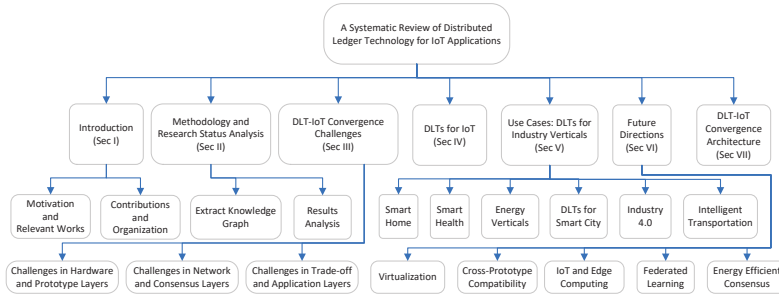 A Systematic Review of Distributed
Ledger Technology for IoT Applications
Introduction
(Sec I)
Methodology and
Research Status Analysis
(Sec II)
DLT-IoT Convergence
Challenges
(Sec III)
DLTs for IoT
(Sec IV)
Use Cases: DLTs for
Industry Verticals
(Sec V)
Future
Directions
(Sec VI)
DLT-IoT
Convergence
Architecture
(Sec VII)
Motivation
and
Relevant Works
Contributions
and
Organization
Extract Knowledge
Graph
Results
Analysis
Smart
Home
Smart
Health
Energy
Verticals
DLTs for
Smart City
Industry
4.0
Intelligent
Transportation
Challenges in Hardware
and Prototype Layers
Challenges in Network
and Consensus Layers
Challenges in Trade-off
and Application Layers
Virtualization
Cross-Prototype
Compatibility
IoT and Edge
Computing
Federated
Learning
Energy Efficient
Consensus